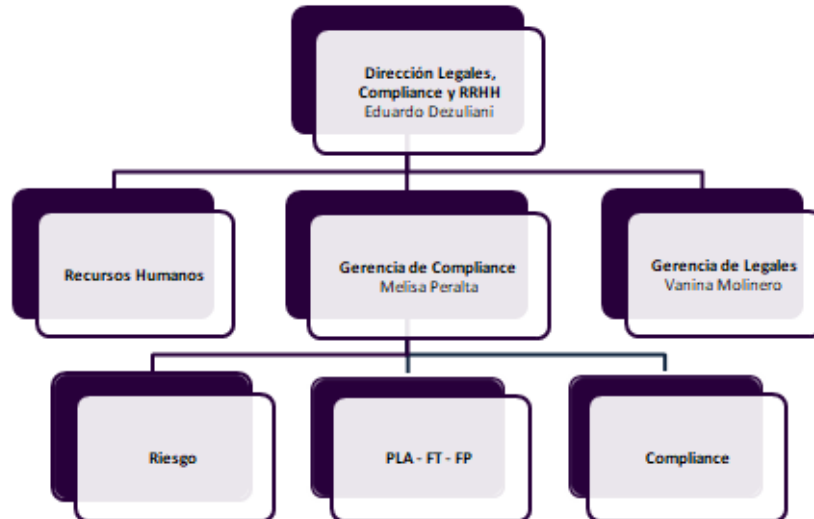 Dirección Legales,
Compliance y RRHH
Eduardo Dezuliani
Recursos Humanos
Gerencia de Compliance
Melisa Peralta
Gerencia de Legales
Vanina Molinero
Riesgo
PLA - FT - FP
Compliance